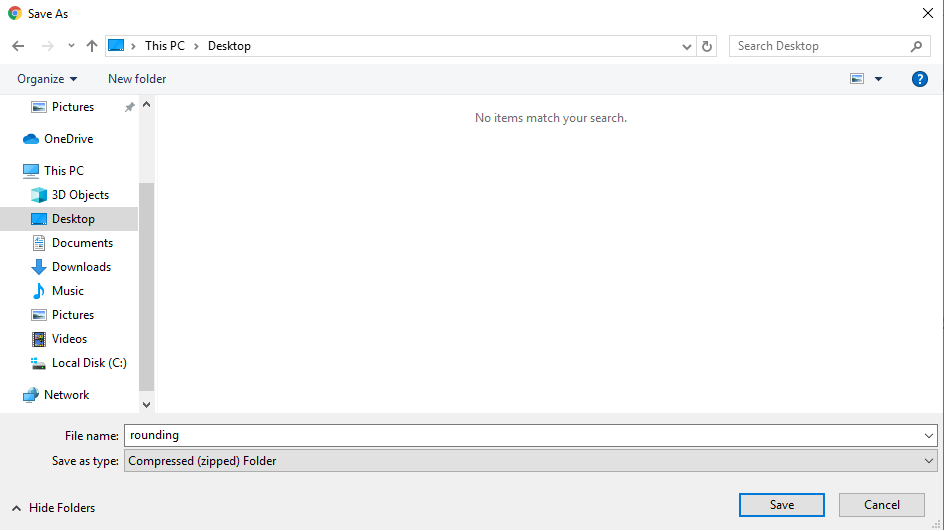 Save As
This PC Desktop
Search Desktop
Organize
New folder
Pictures
No items match your search.
OneDrive
This PC
3D Objects
Desktop
Documents
Downloads
Music
Pictures
Videos
Local Disk (C:)
Network
File name: rounding
Save as type: Compressed (zipped) Folder
Hide Folders
Save
Cancel